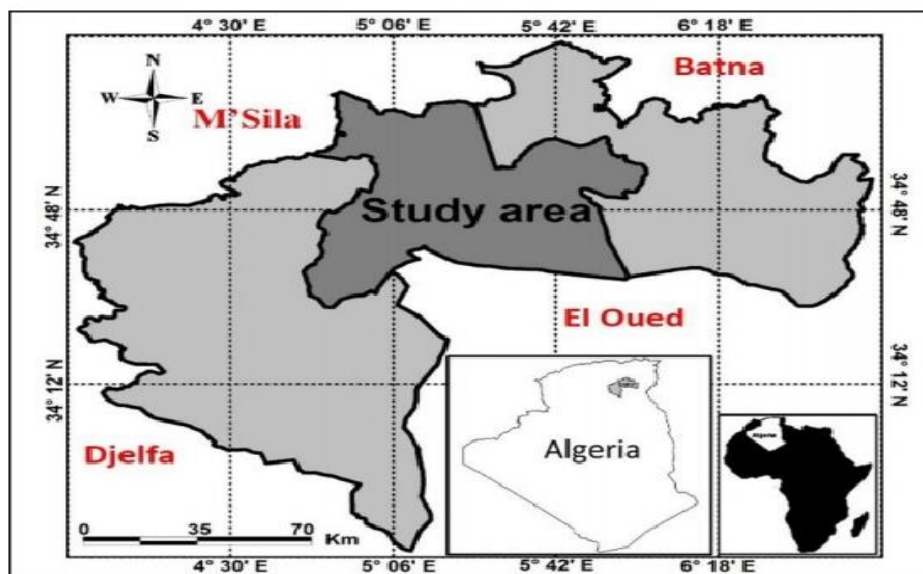 4° 30' E 5° 06' E 5° 42' E 6° 18' E
N
W E
S
Batna
M'Sila
34° 48' N
34° 48' N
Study area
El Oued
34° 12' N
34° 12' N
Algeria
Djelfa
0 35 70
Km
4° 30' E 5° 06' E 5° 42' E 6° 18' E